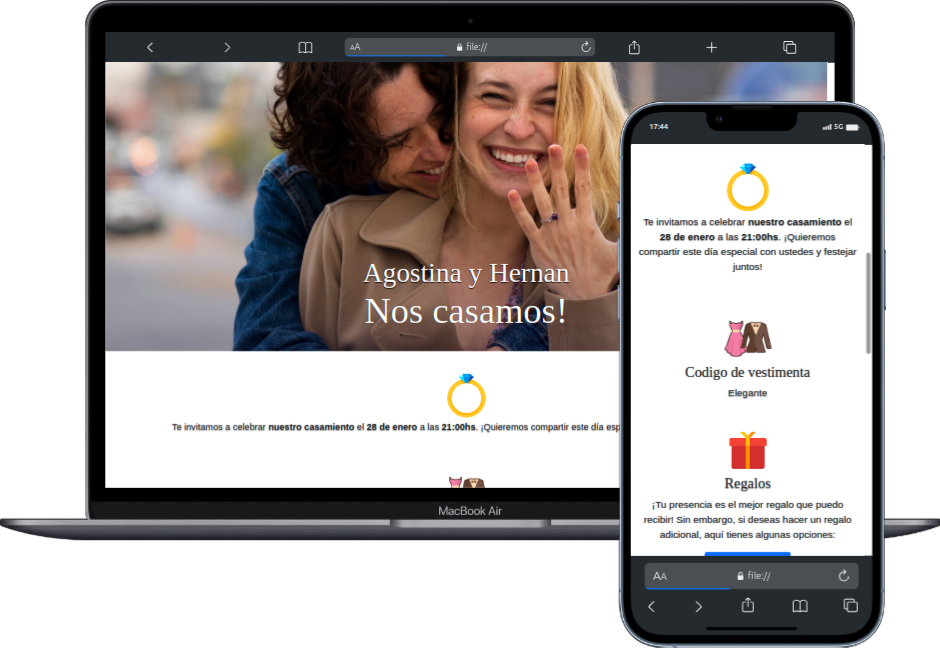 AA
file://
Agostina y Hernan
Nos casamos!
Te invitamos a celebrar nuestro casamiento el 28 de enero a las 21:00hs. ¡Quieremos compartir este día esp
MacBook Air
17:44
5G
Te invitamos a celebrar nuestro casamiento el
28 de enero a las 21:00hs. ¡Quieremos
compartir este día especial con ustedes y festejar
juntos!
Codigo de vestimenta
Elegante
Regalos
¡Tu presencia es el mejor regalo que puedo
recibir! Sin embargo, si deseas hacer un regalo
adicional, aquí tienes algunas opciones:
AA
file://